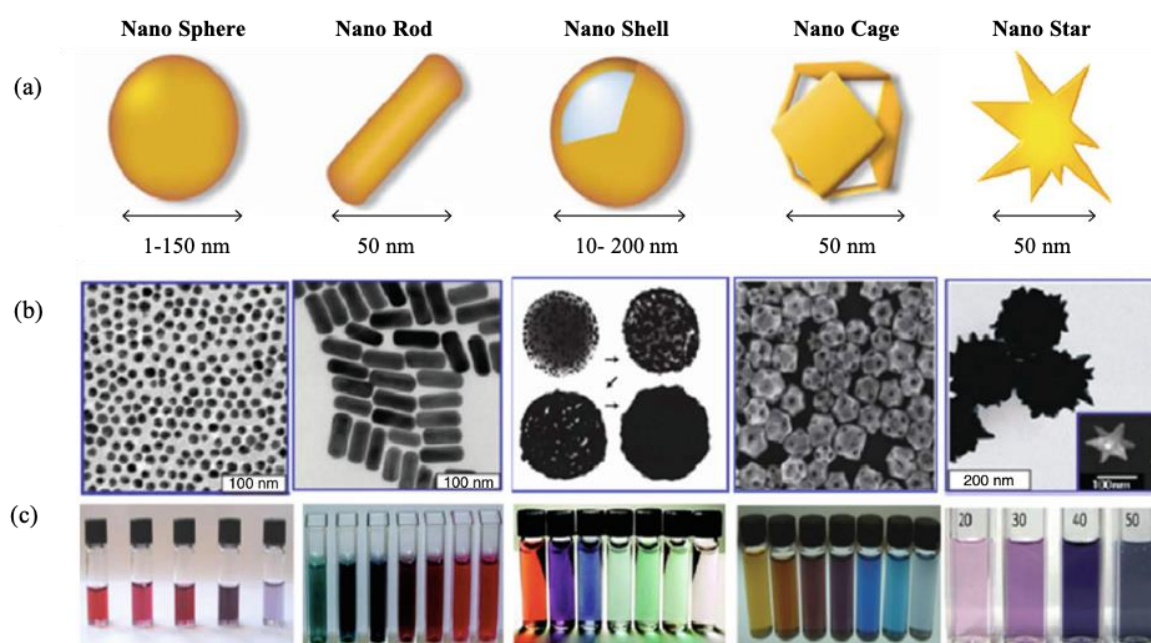 Nano Sphere
Nano Rod
Nano Shell
Nano Cage
Nano Star
(a)
1-150 nm
50 nm
10- 200 nm
50 nm
50 nm
(b)
100 nm
100 nm
200 nm
100nm
(c)
20
30
40
50